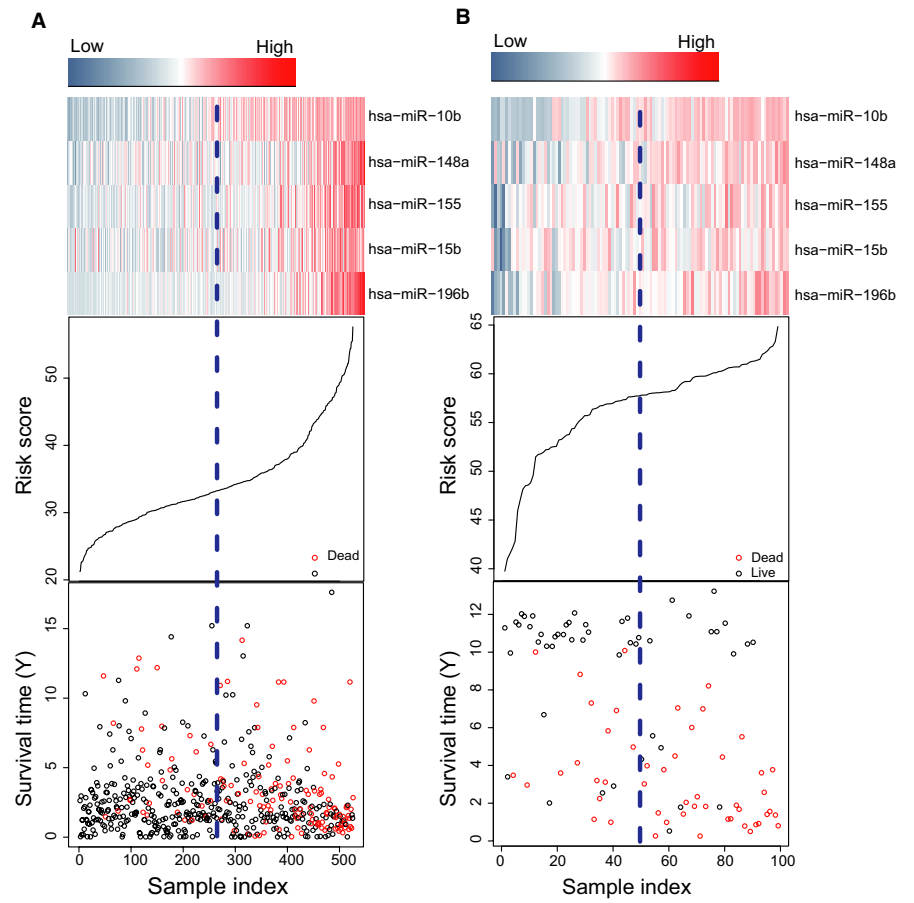 A
Low High
hsa−miR−10b
hsa−miR−148a
hsa−miR−155
hsa−miR−15b
hsa−miR−196b
Risk score
50
40
30
20
Dead
Survival time (Y)
15
10
5
0
0 100 200 300 400 500
Sample index
B
Low High
hsa−miR−10b
hsa−miR−148a
hsa−miR−155
hsa−miR−15b
hsa−miR−196b
Risk score
65
60
55
50
45
40
Dead
Live
Survival time (Y)
12
10
8
6
4
2
0
0 20 40 60 80 100
Sample index